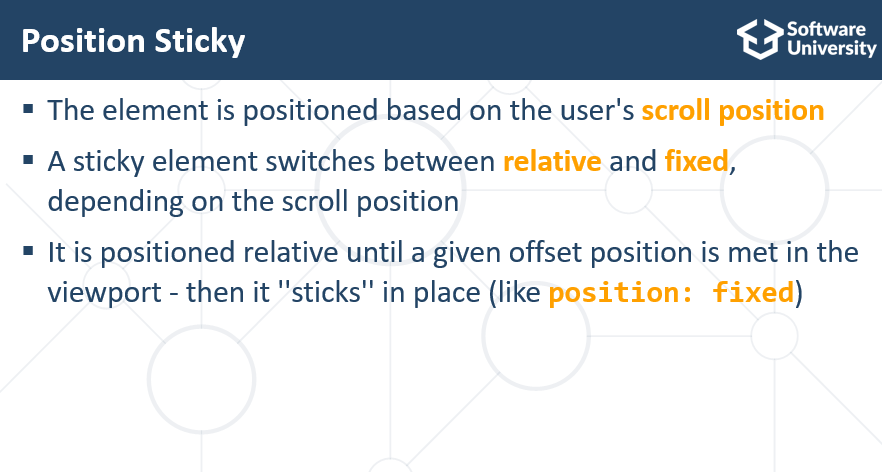 Position Sticky
Software
University
▪ The element is positioned based on the user's scroll position
▪ A sticky element switches between relative and fixed,
depending on the scroll position
▪ It is positioned relative until a given offset position is met in the
viewport - then it "sticks" in place (like position: fixed)